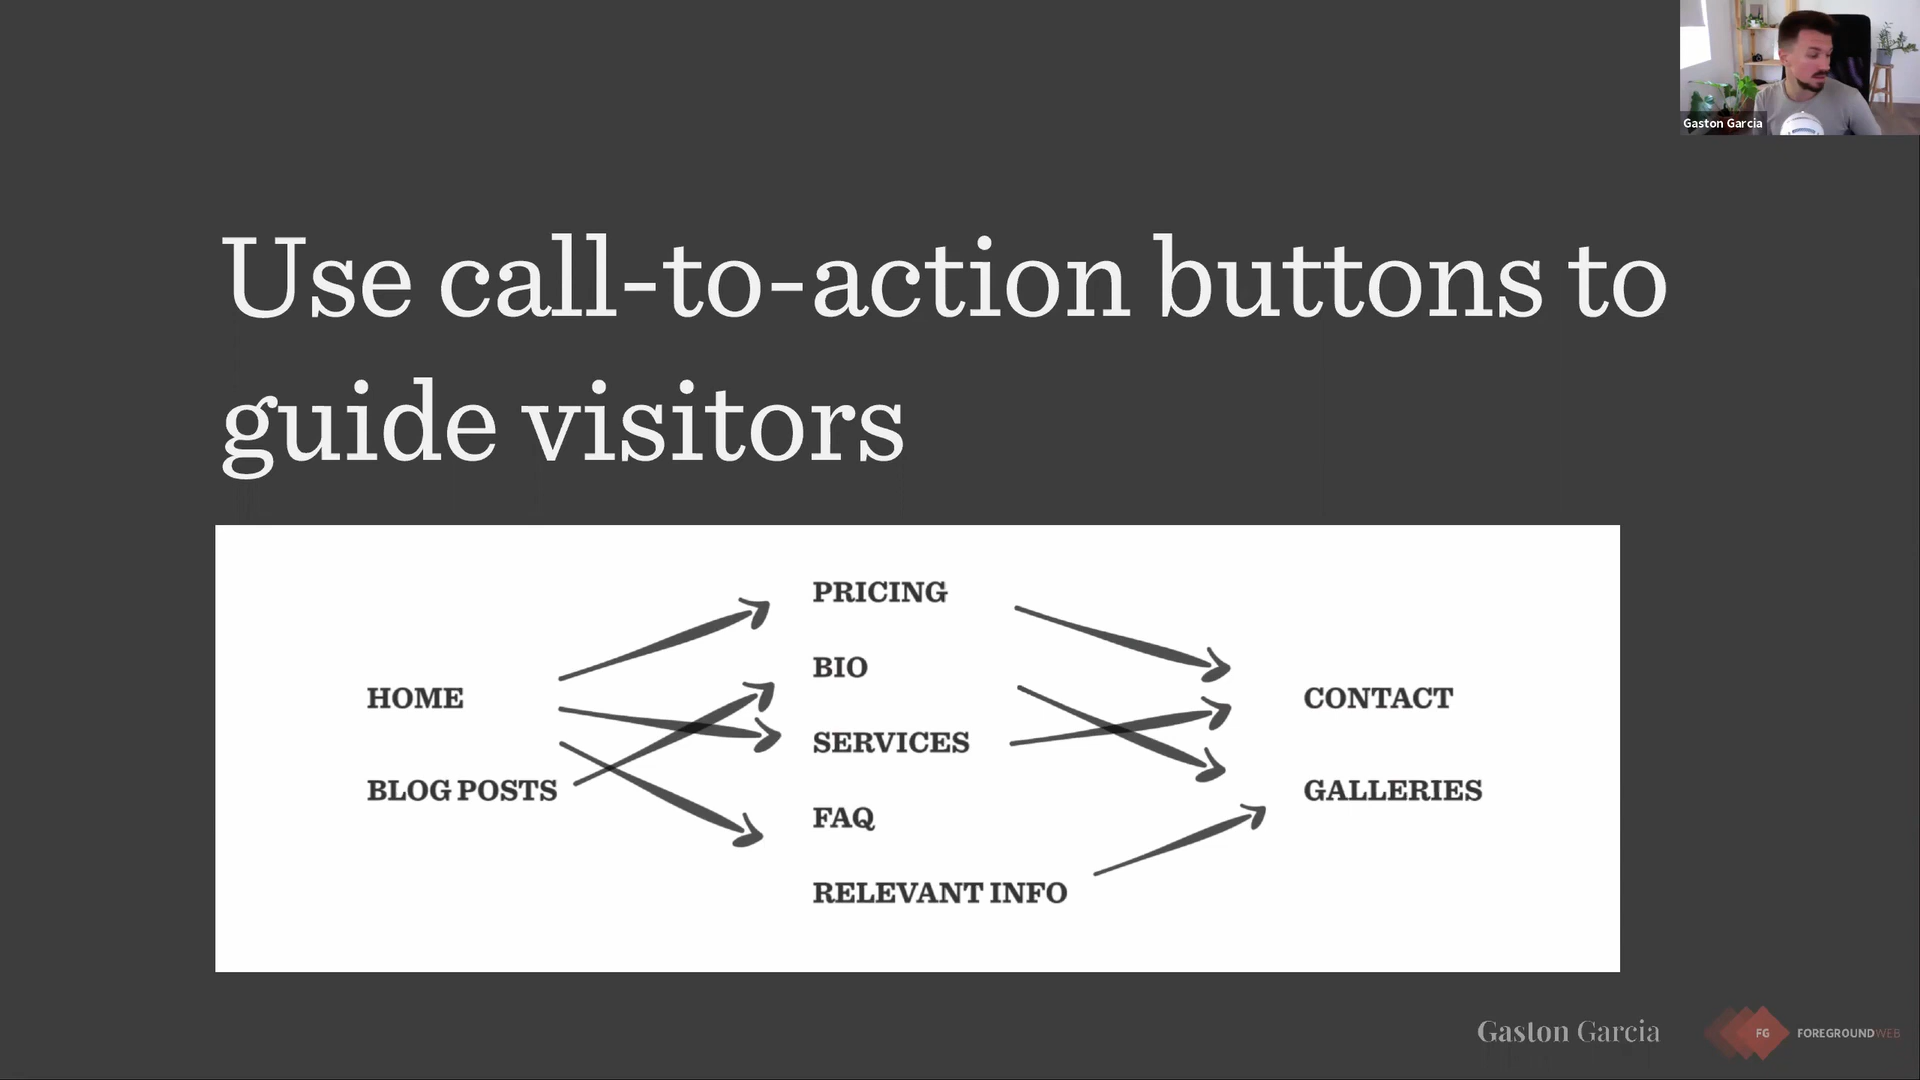 Gaston Garcia
Use call-to-action buttons to
guide visitors
PRICING
BIO
HOME
CONTACT
SERVICES
BLOG POSTS
GALLERIES
FAQ
RELEVANT INFO
Gaston Garcia
FG
FOREGROUNDWEB